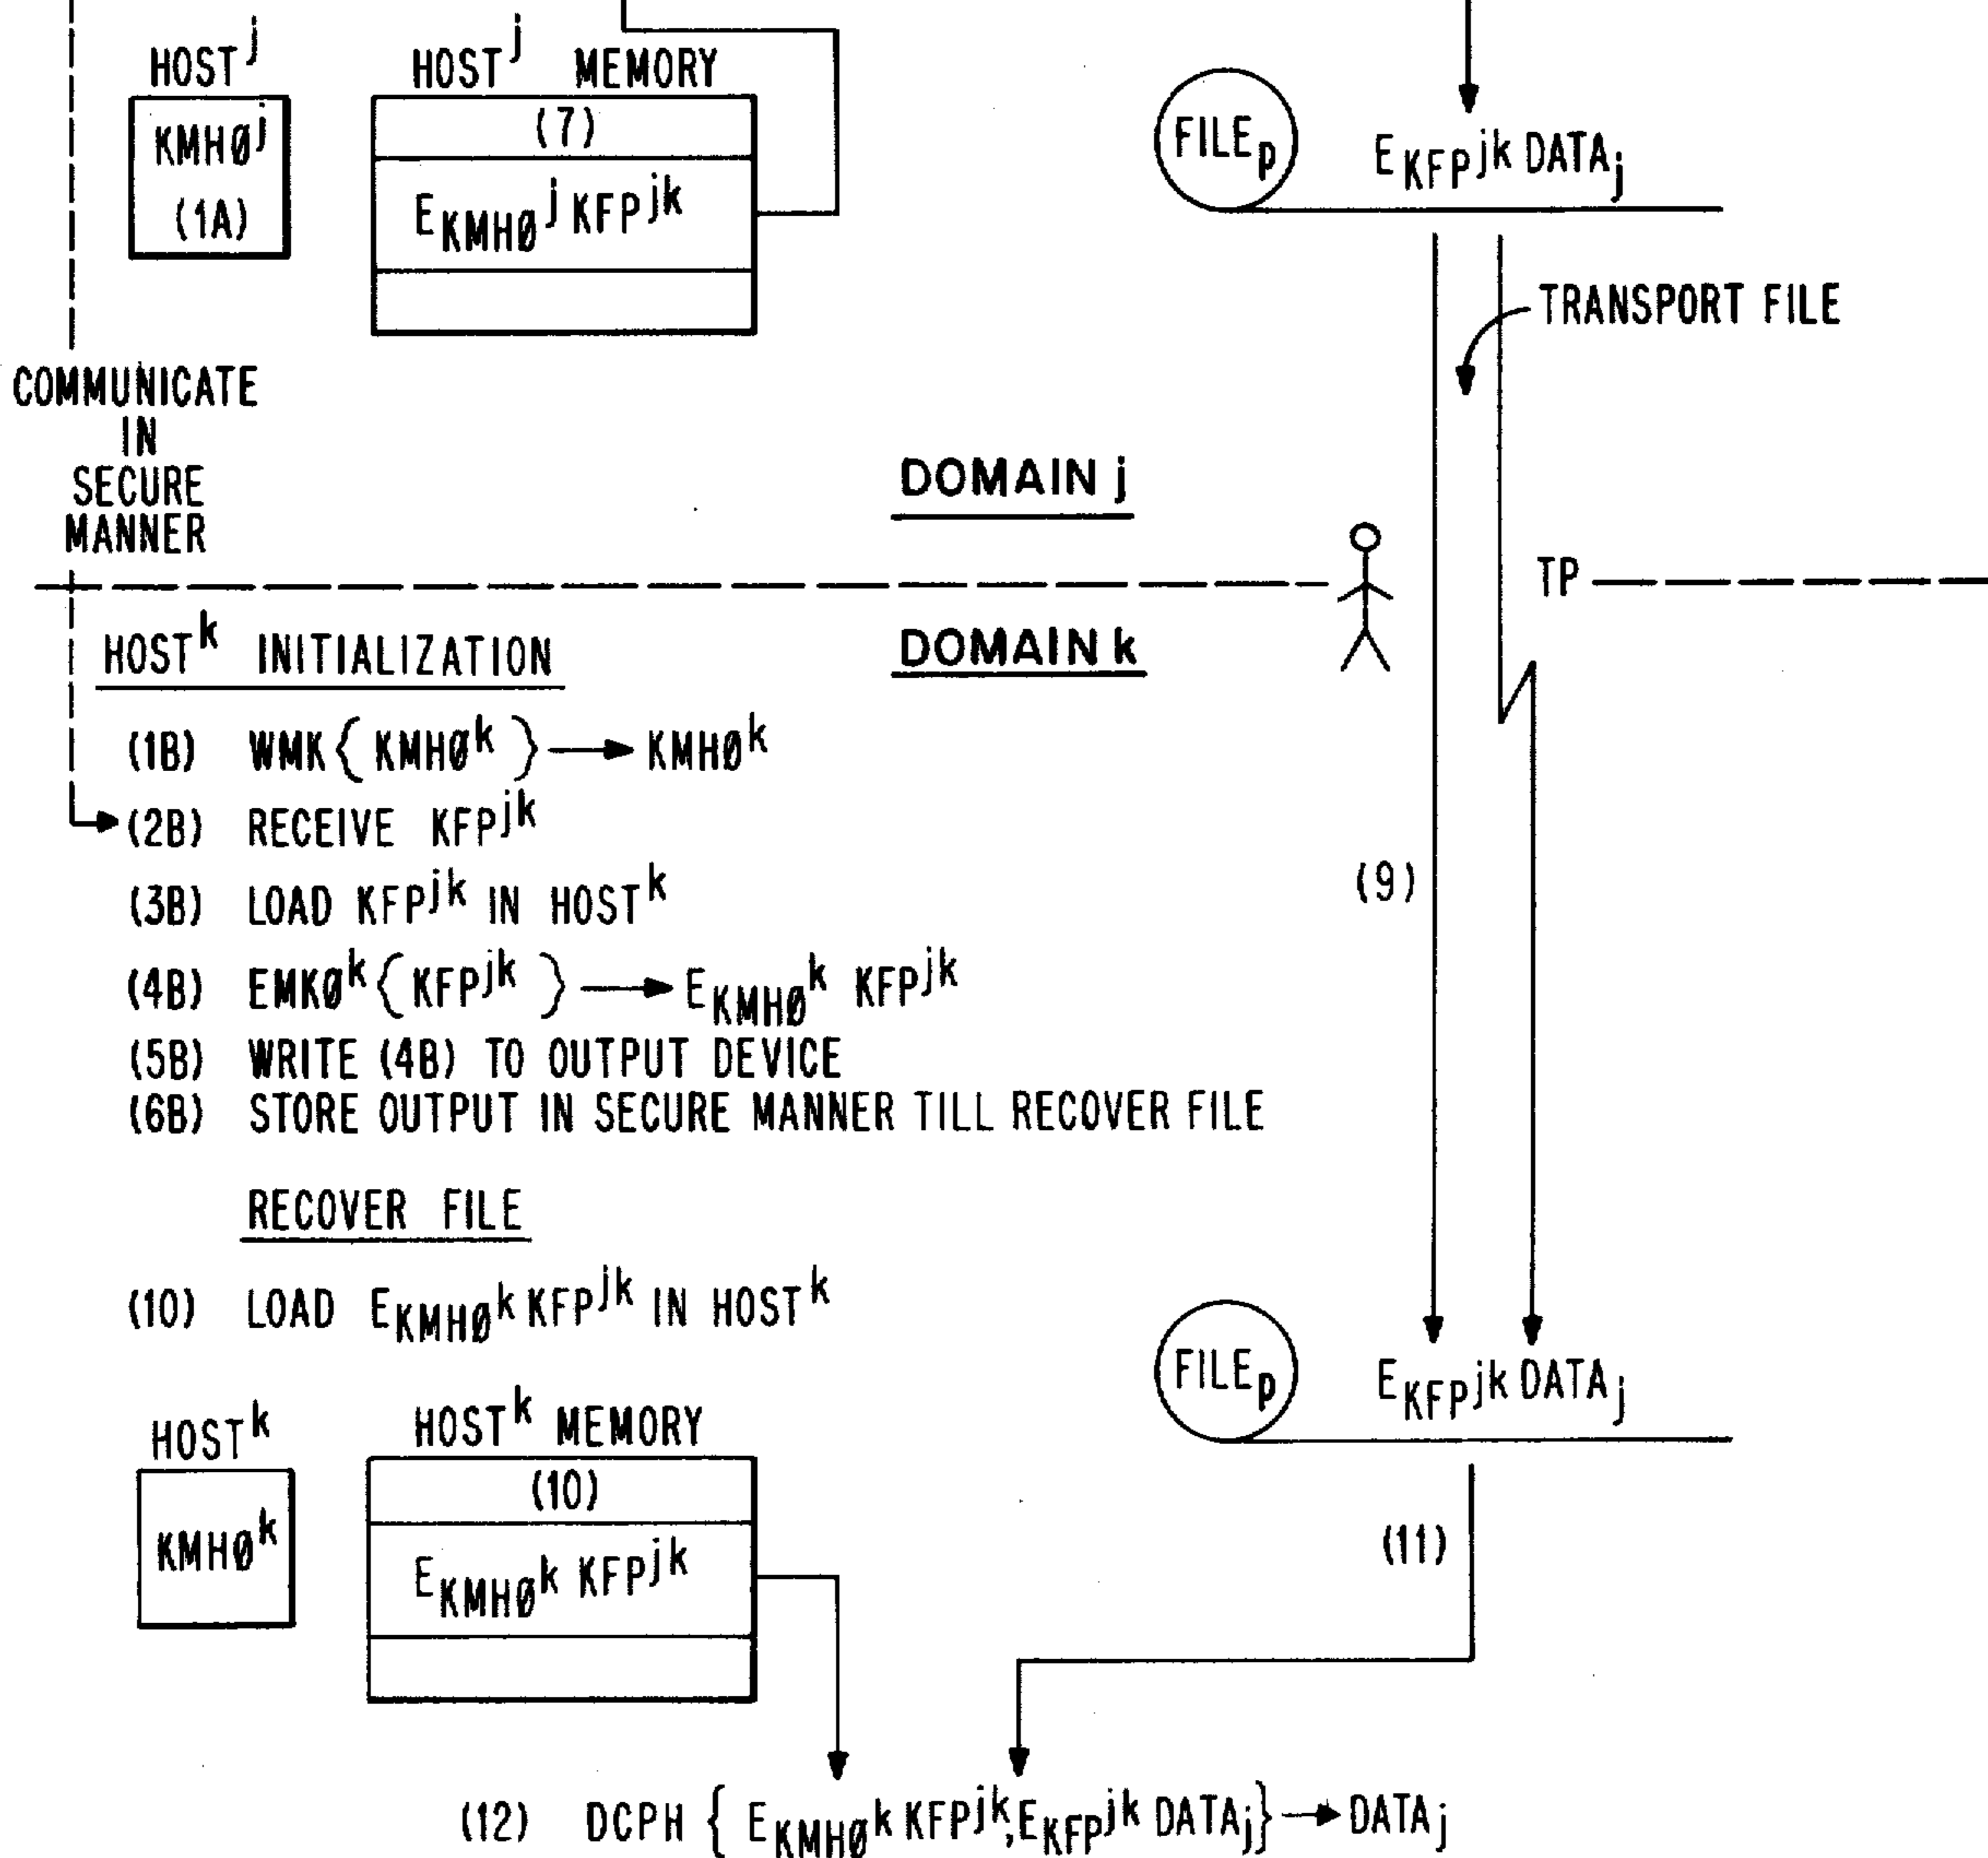 HOST^j
HOST^j MEMORY
KMHØ^j
(1A)
(7)
E_KMHØ^j KFP^jk
FILE_p
E_KFP^jk DATA_j
TRANSPORT FILE
COMMUNICATE
IN
SECURE
MANNER
DOMAIN j
TP
DOMAIN k
HOST^k INITIALIZATION
(1B) WMK{KMHØ^k} → KMHØ^k
(2B) RECEIVE KFP^jk
(3B) LOAD KFP^jk IN HOST^k
(9)
(4B) EMKØ^k{KFP^jk} → E_KMHØ^k KFP^jk
(5B) WRITE (4B) TO OUTPUT DEVICE
(6B) STORE OUTPUT IN SECURE MANNER TILL RECOVER FILE
RECOVER FILE
(10) LOAD E_KMHØ^k KFP^jk IN HOST^k
FILE_p
E_KFP^jk DATA_j
HOST^k
HOST^k MEMORY
KMHØ^k
(10)
E_KMHØ^k KFP^jk
(11)
(12) DCPH { E_KMHØ^k KFP^jk, E_KFP^jk DATA_j} → DATA_j